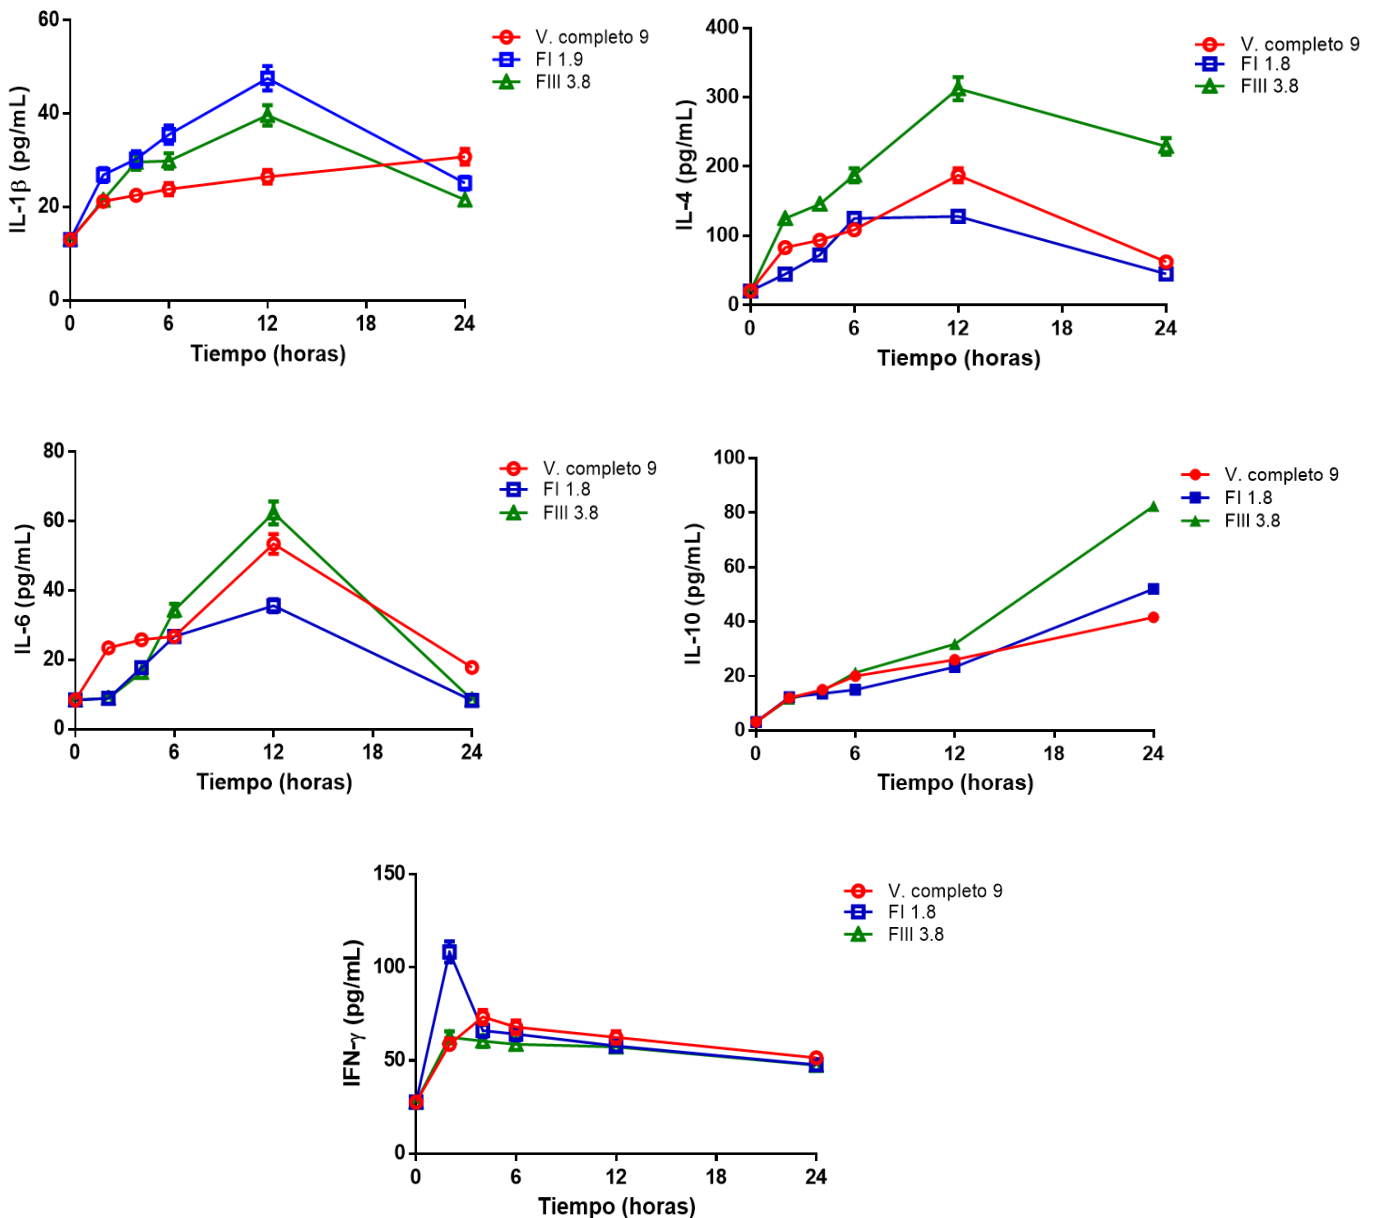 60
40
20
0
IL-1β (pg/mL)
0 6 12 18 24
Tiempo (horas)
V. completo 9
FI 1.9
FIII 3.8
400
300
200
100
0
IL-4 (pg/mL)
0 6 12 18 24
Tiempo (horas)
V. completo 9
FI 1.8
FIII 3.8
80
60
40
20
0
IL-6 (pg/mL)
0 6 12 18 24
Tiempo (horas)
V. completo 9
FI 1.8
FIII 3.8
100
80
60
40
20
0
IL-10 (pg/mL)
0 6 12 18 24
Tiempo (horas)
V. completo 9
FI 1.8
FIII 3.8
150
100
50
0
IFN-γ (pg/mL)
0 6 12 18 24
Tiempo (horas)
V. completo 9
FI 1.8
FIII 3.8